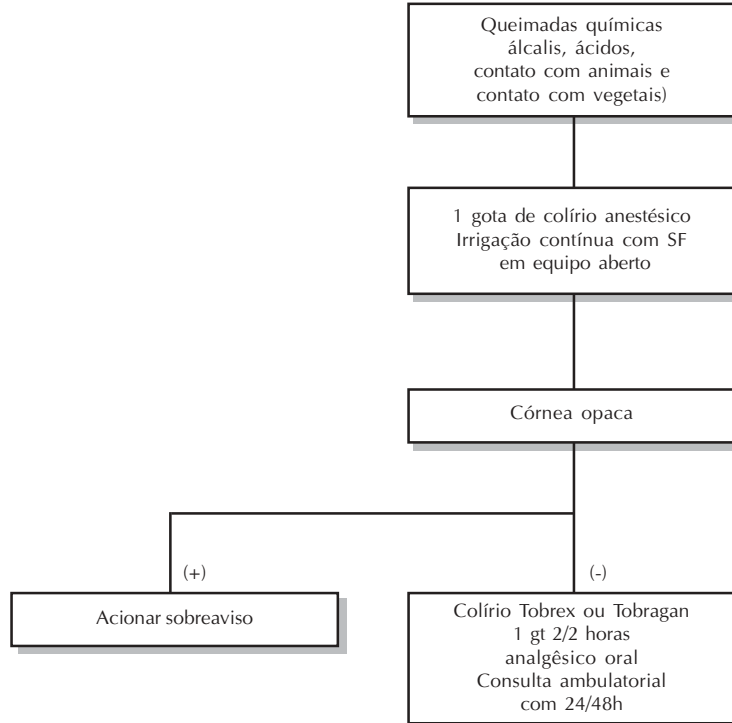 Queimadas químicas
álcalis, ácidos,
contato com animais e
contato com vegetais)
1 gota de colírio anestésico
Irrigação contínua com SF
em equipo aberto
Córnea opaca
(+)
(-)
Acionar sobreaviso
Colírio Tobrex ou Tobragan
1 gt 2/2 horas
analgêsico oral
Consulta ambulatorial
com 24/48h